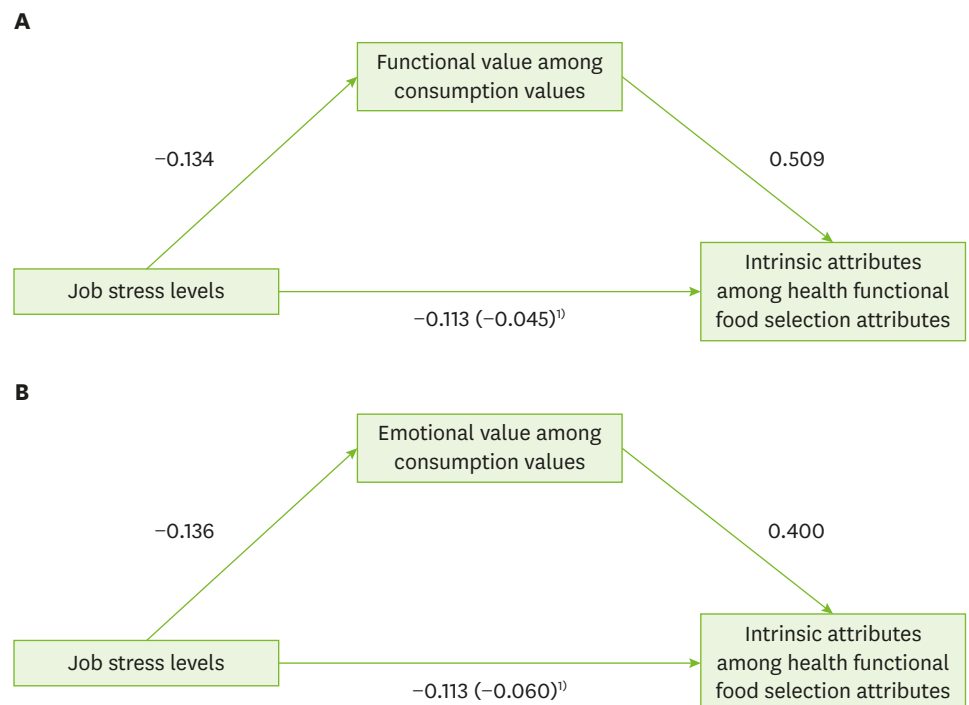 A
Functional value among
consumption values
−0.134
0.509
Job stress levels
Intrinsic attributes
among health functional
food selection attributes
−0.113 (−0.045)¹⁾
B
Emotional value among
consumption values
−0.136
0.400
Job stress levels
Intrinsic attributes
among health functional
food selection attributes
−0.113 (−0.060)¹⁾